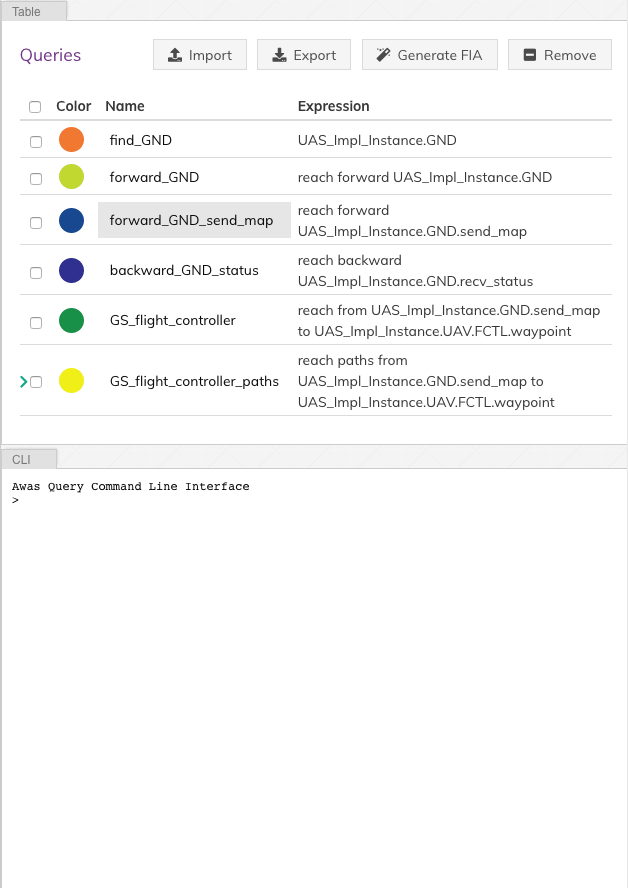 Table
Queries Import Export Generate FIA Remove
Color Name Expression
find_GND UAS_Impl_Instance.GND
forward_GND reach forward UAS_Impl_Instance.GND
forward_GND_send_map reach forward
UAS_Impl_Instance.GND.send_map
backward_GND_status reach backward
UAS_Impl_Instance.GND.recv_status
GS_flight_controller reach from UAS_Impl_Instance.GND.send_map
to UAS_Impl_Instance.UAV.FCTL.waypoint
GS_flight_controller_paths reach paths from
UAS_Impl_Instance.GND.send_map to
UAS_Impl_Instance.UAV.FCTL.waypoint
CLI
Awas Query Command Line Interface
>